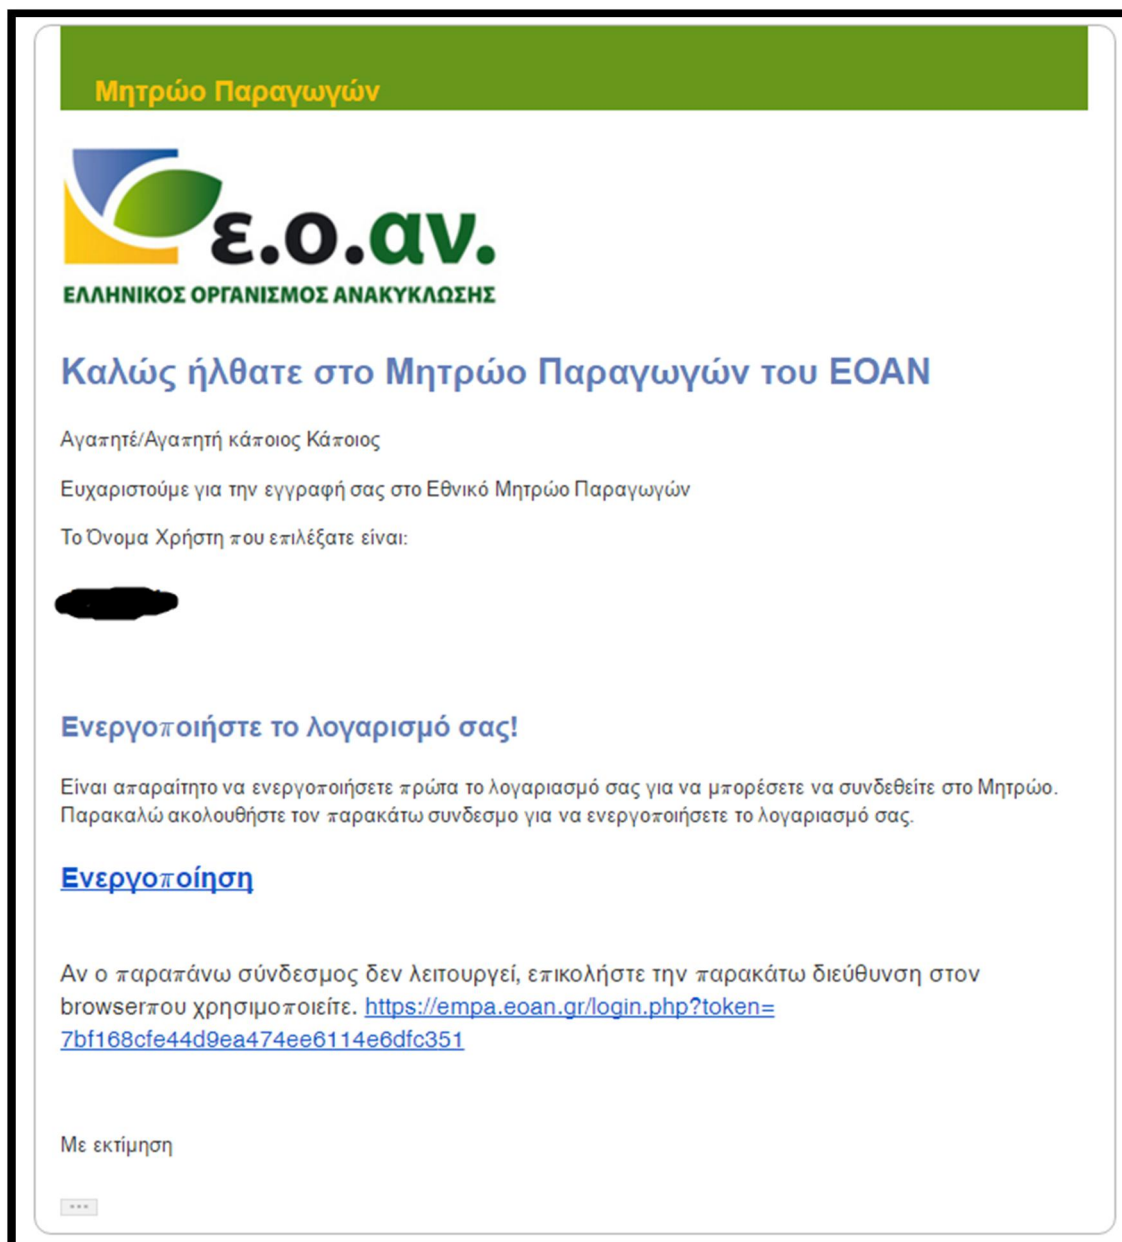 Μητρώο Παραγωγών
ε.ο.αν.
ΕΛΛΗΝΙΚΟΣ ΟΡΓΑΝΙΣΜΟΣ ΑΝΑΚΥΚΛΩΣΗΣ
Καλώς ήλθατε στο Μητρώο Παραγωγών του ΕΟΑΝ
Αγαπητέ/Αγαπητή κάποιος Κάποιος
Ευχαριστούμε για την εγγραφή σας στο Εθνικό Μητρώο Παραγωγών
Το Όνομα Χρήστη που επιλέξατε είναι:
Ενεργοποιήστε το λογαρισμό σας!
Είναι απαραίτητο να ενεργοποιήσετε πρώτα το λογαριασμό σας για να μπορέσετε να συνδεθείτε στο Μητρώο.
Παρακαλώ ακολουθήστε τον παρακάτω συνδεσμο για να ενεργοποιήσετε το λογαριασμό σας.
Ενεργοποίηση
Αν ο παραπάνω σύνδεσμος δεν λειτουργεί, επικολήστε την παρακάτω διεύθυνση στον
browserπου χρησιμοποιείτε. https://empa.eoan.gr/login.php?token=
7bf168cfe44d9ea474ee6114e6dfc351
Με εκτίμηση